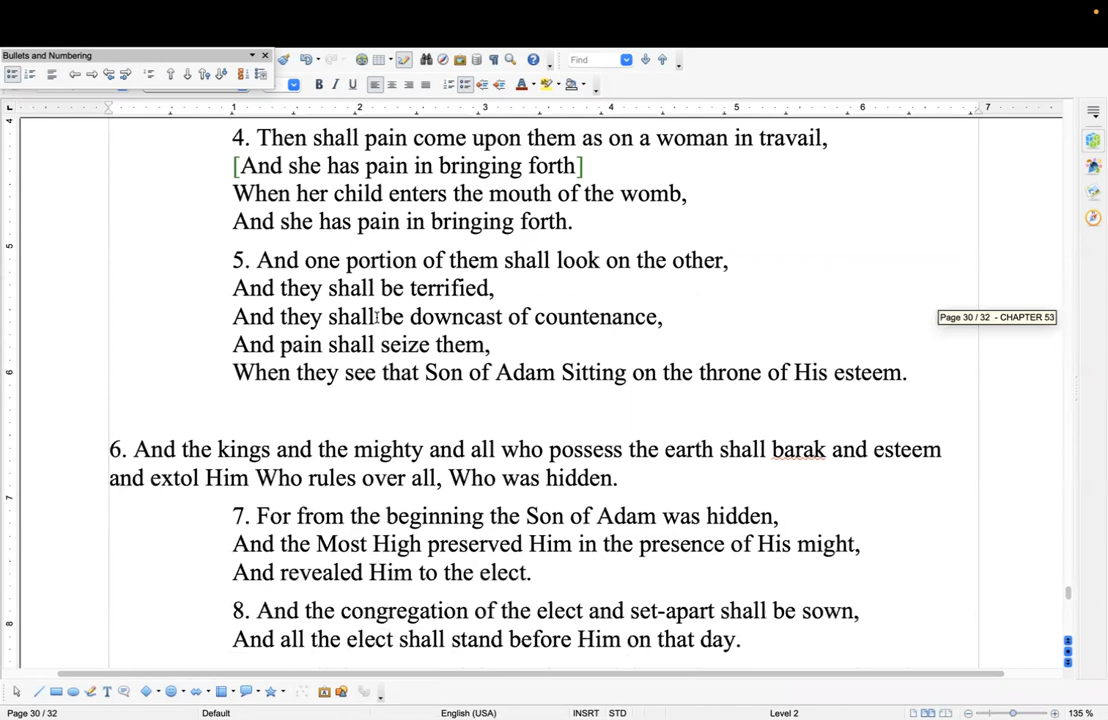 Bullets and Numbering
Find
1 2 3 4 5 6 7
4. Then shall pain come upon them as on a woman in travail,
[And she has pain in bringing forth]
When her child enters the mouth of the womb,
And she has pain in bringing forth.
5. And one portion of them shall look on the other,
And they shall be terrified,
And they shall be downcast of countenance,
Page 30 / 32 - CHAPTER 53
And pain shall seize them,
When they see that Son of Adam Sitting on the throne of His esteem.
6. And the kings and the mighty and all who possess the earth shall barak and esteem
and extol Him Who rules over all, Who was hidden.
7. For from the beginning the Son of Adam was hidden,
And the Most High preserved Him in the presence of His might,
And revealed Him to the elect.
8. And the congregation of the elect and set-apart shall be sown,
And all the elect shall stand before Him on that day.
Page 30 / 32 Default English (USA) INSRT STD Level 2 135 %